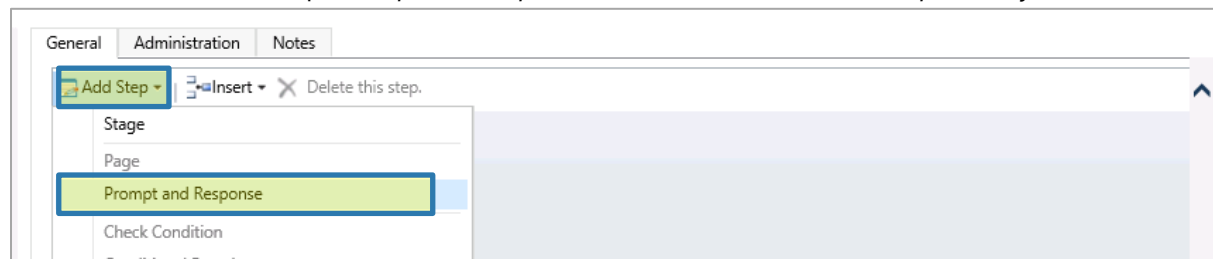 General Administration Notes
Add Step Insert Delete this step.
Stage
Page
Prompt and Response
Check Condition